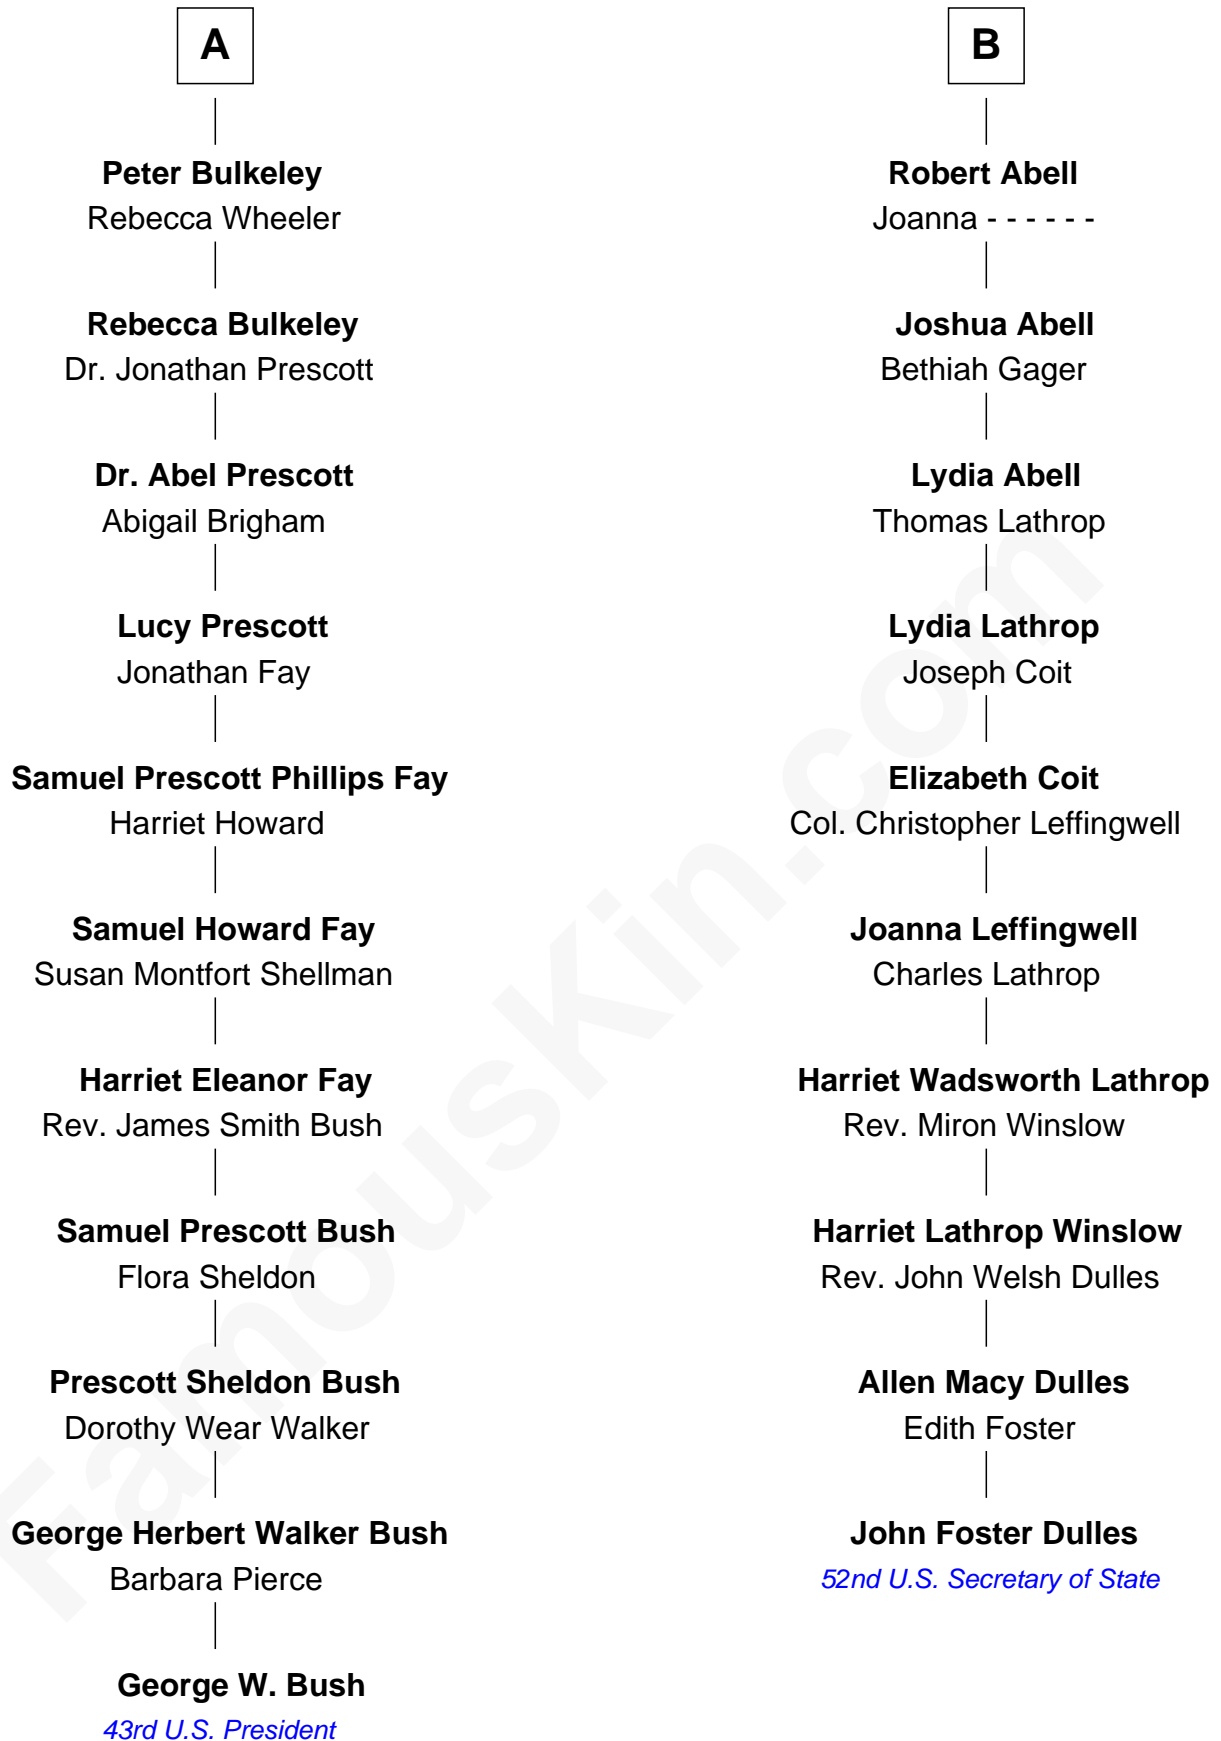 A
Peter Bulkeley
Rebecca Wheeler
Rebecca Bulkeley
Dr. Jonathan Prescott
Dr. Abel Prescott
Abigail Brigham
Lucy Prescott
Jonathan Fay
Samuel Prescott Phillips Fay
Harriet Howard
Samuel Howard Fay
Susan Montfort Shellman
Harriet Eleanor Fay
Rev. James Smith Bush
Samuel Prescott Bush
Flora Sheldon
Prescott Sheldon Bush
Dorothy Wear Walker
George Herbert Walker Bush
Barbara Pierce
George W. Bush
43rd U.S. President
B
Robert Abell
Joanna - - - - - -
Joshua Abell
Bethiah Gager
Lydia Abell
Thomas Lathrop
Lydia Lathrop
Joseph Coit
Elizabeth Coit
Col. Christopher Leffingwell
Joanna Leffingwell
Charles Lathrop
Harriet Wadsworth Lathrop
Rev. Miron Winslow
Harriet Lathrop Winslow
Rev. John Welsh Dulles
Allen Macy Dulles
Edith Foster
John Foster Dulles
52nd U.S. Secretary of State
FamousKin.com